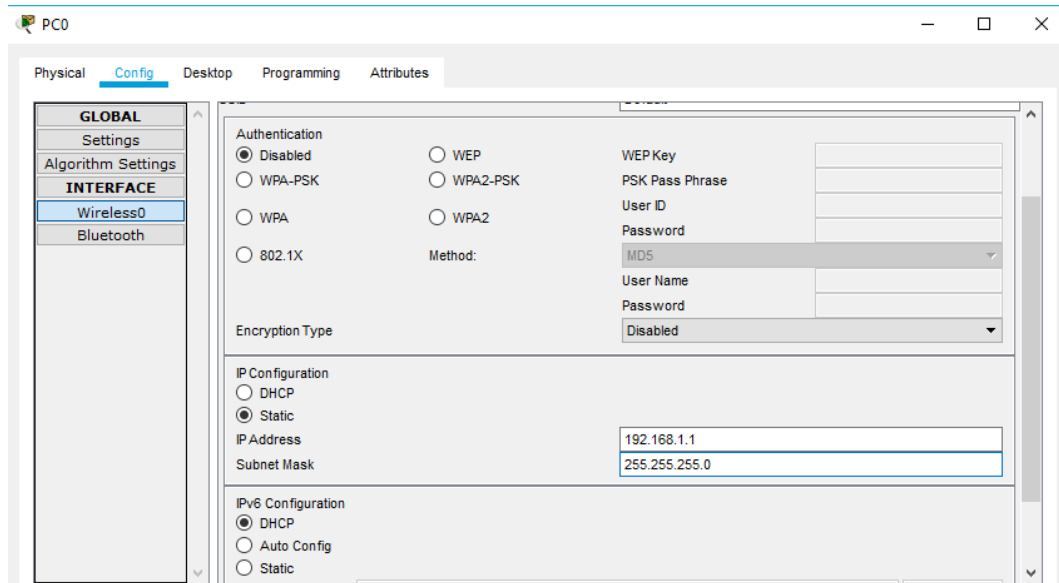 PC0
Physical Config Desktop Programming Attributes
GLOBAL
Settings
Algorithm Settings
INTERFACE
Wireless0
Bluetooth
Authentication
Disabled WEP WEP Key
WPA-PSK WPA2-PSK PSK Pass Phrase
User ID
WPA WPA2
Password
802.1X Method: MD5
User Name
Password
Encryption Type Disabled
IP Configuration
DHCP
Static
IP Address 192.168.1.1
Subnet Mask 255.255.255.0
IPv6 Configuration
DHCP
Auto Config
Static